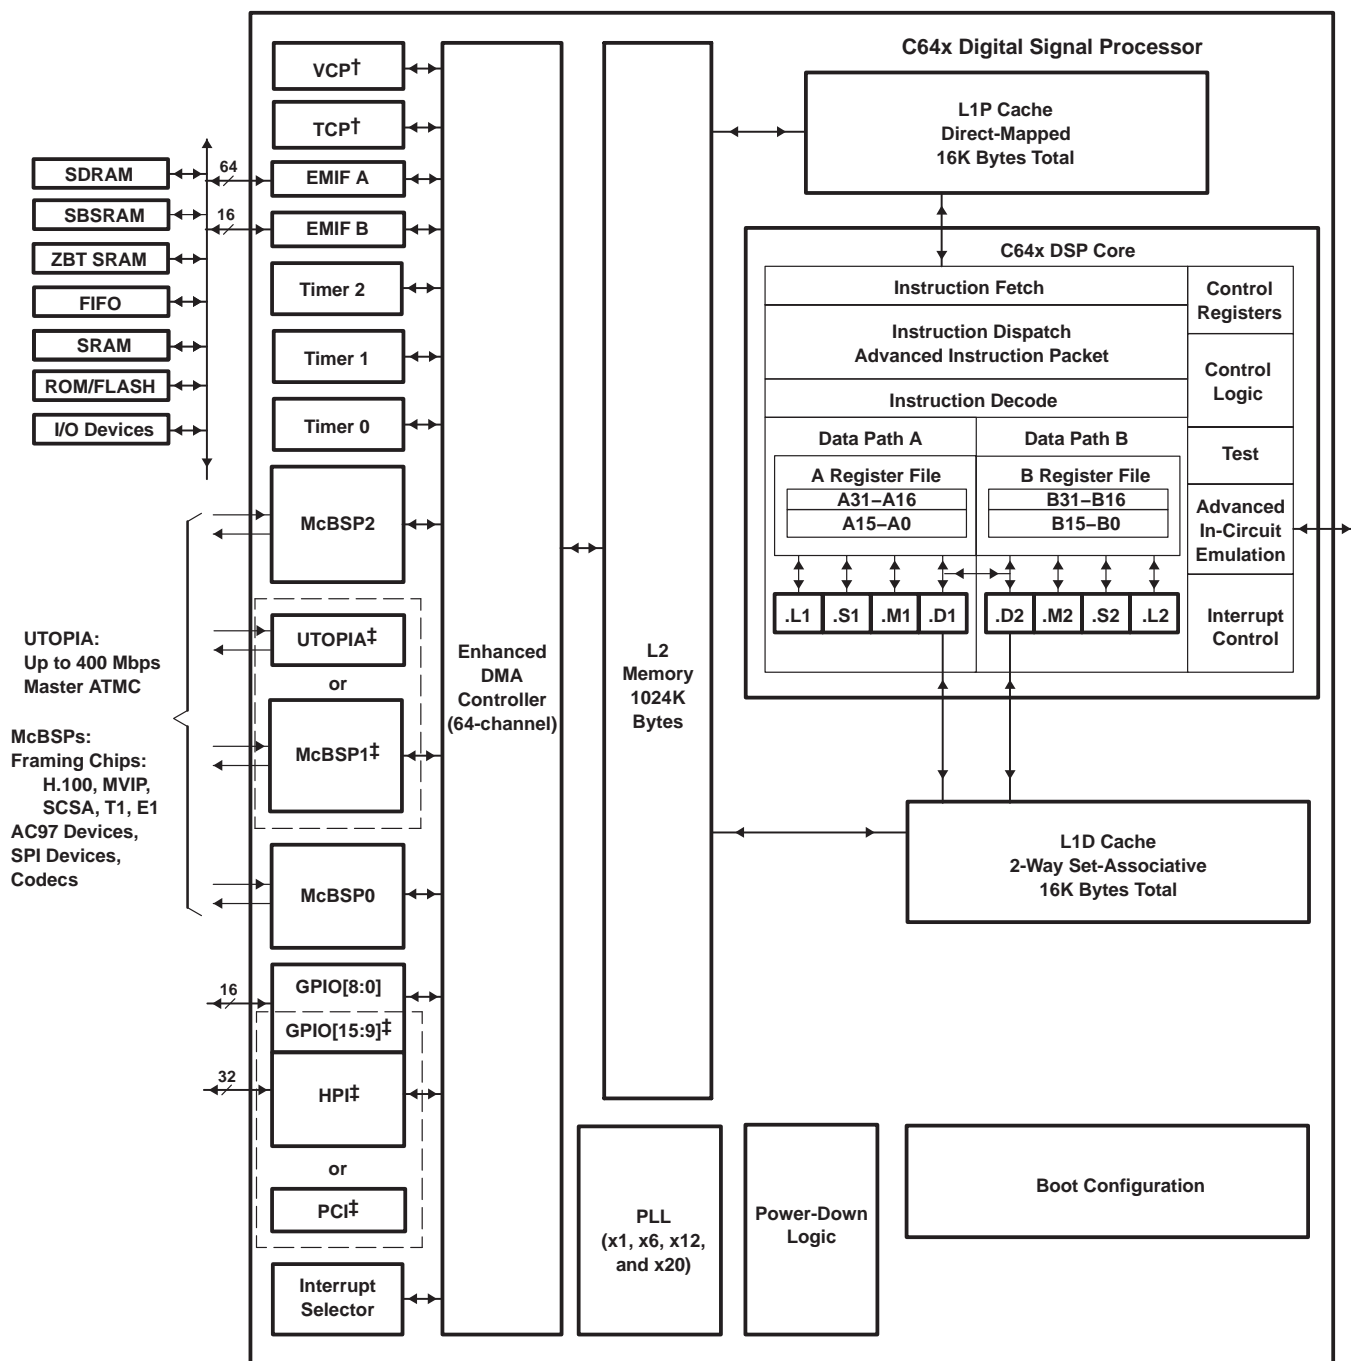 C64x Digital Signal Processor
VCP†
TCP†
EMIF A
EMIF B
Timer 2
Timer 1
Timer 0
McBSP2
UTOPIA‡
or
McBSP1‡
McBSP0
GPIO[8:0]
GPIO[15:9]‡
HPI‡
or
PCI‡
Interrupt
Selector
64
16
16
32
SDRAM
SBSRAM
ZBT SRAM
FIFO
SRAM
ROM/FLASH
I/O Devices
UTOPIA:
Up to 400 Mbps
Master ATMC
McBSPs:
Framing Chips:
H.100, MVIP,
SCSA, T1, E1
AC97 Devices,
SPI Devices,
Codecs
Enhanced
DMA
Controller
(64-channel)
L2
Memory
1024K
Bytes
L1P Cache
Direct-Mapped
16K Bytes Total
C64x DSP Core
Instruction Fetch
Instruction Dispatch
Advanced Instruction Packet
Instruction Decode
Data Path A
Data Path B
A Register File
A31–A16
A15–A0
B Register File
B31–B16
B15–B0
.L1 .S1 .M1 .D1
.D2 .M2 .S2 .L2
Control
Registers
Control
Logic
Test
Advanced
In-Circuit
Emulation
Interrupt
Control
L1D Cache
2-Way Set-Associative
16K Bytes Total
PLL
(x1, x6, x12,
and x20)
Power-Down
Logic
Boot Configuration